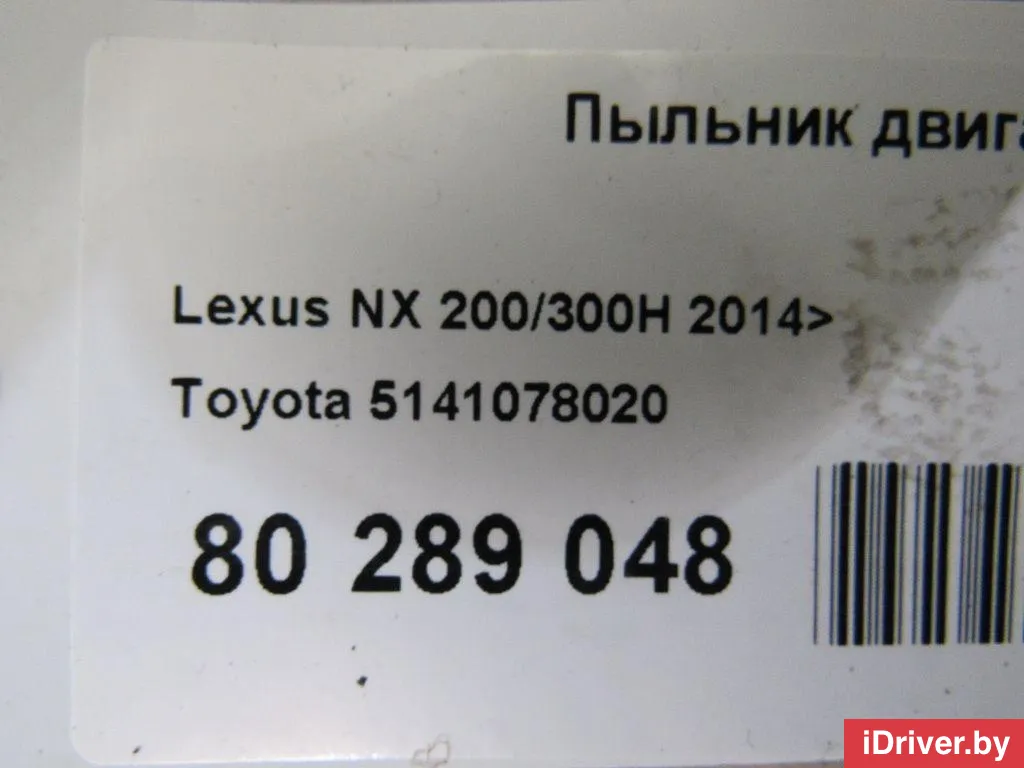 Пыльник двига
Lexus NX 200/300H 2014>
Toyota 5141078020
80 289 048
iDriver.by